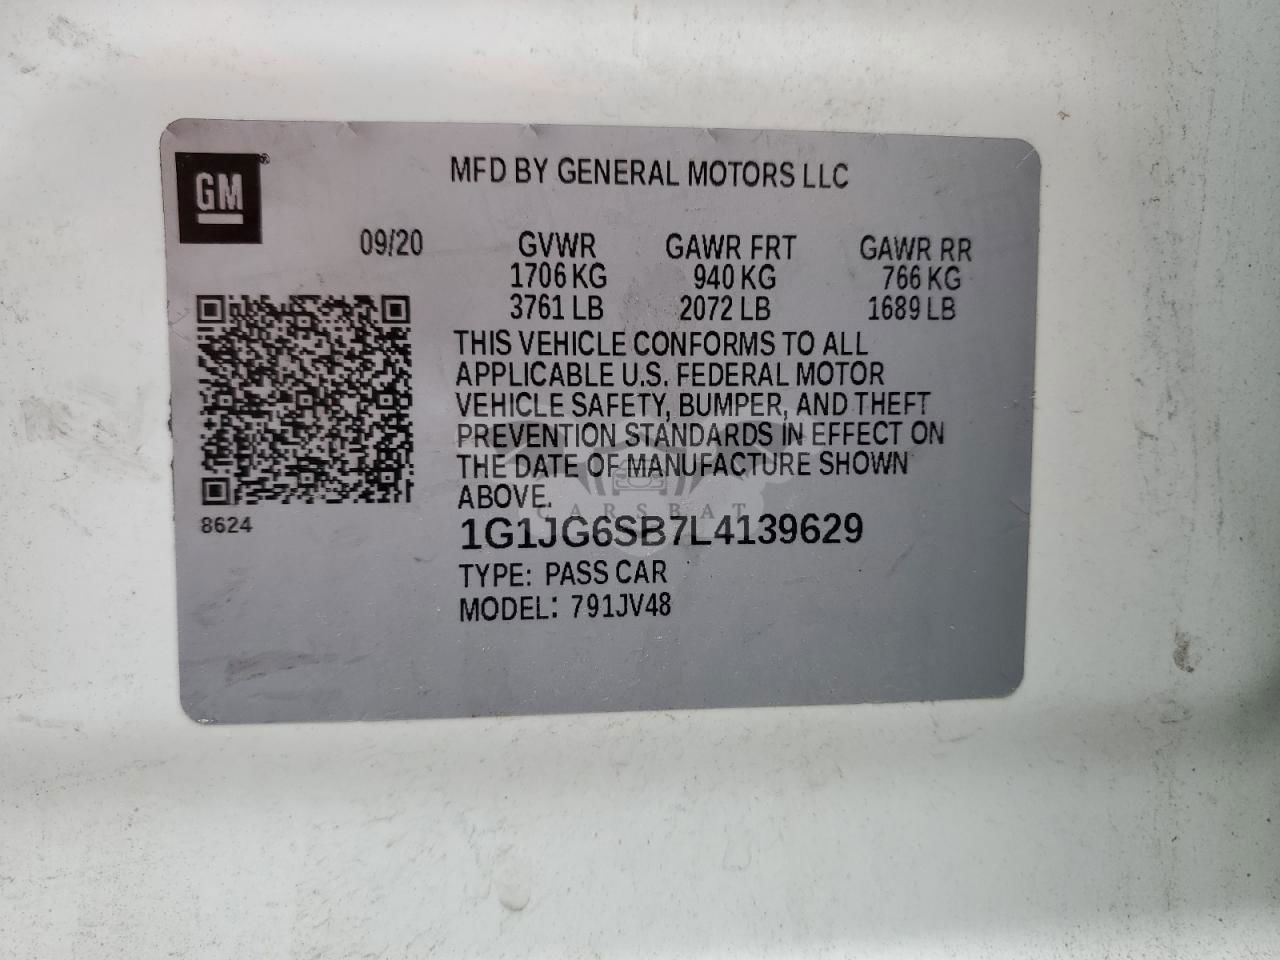 GM®
MFD BY GENERAL MOTORS LLC
09/20 GVWR GAWR FRT GAWR RR
1706 KG 940 KG 766 KG
3761 LB 2072 LB 1689 LB
THIS VEHICLE CONFORMS TO ALL
APPLICABLE U.S. FEDERAL MOTOR
VEHICLE SAFETY, BUMPER, AND THEFT
PREVENTION STANDARDS IN EFFECT ON
THE DATE OF MANUFACTURE SHOWN
ABOVE.
CARSBAT
8624
1G1JG6SB7L4139629
TYPE: PASS CAR
MODEL: 791JV48